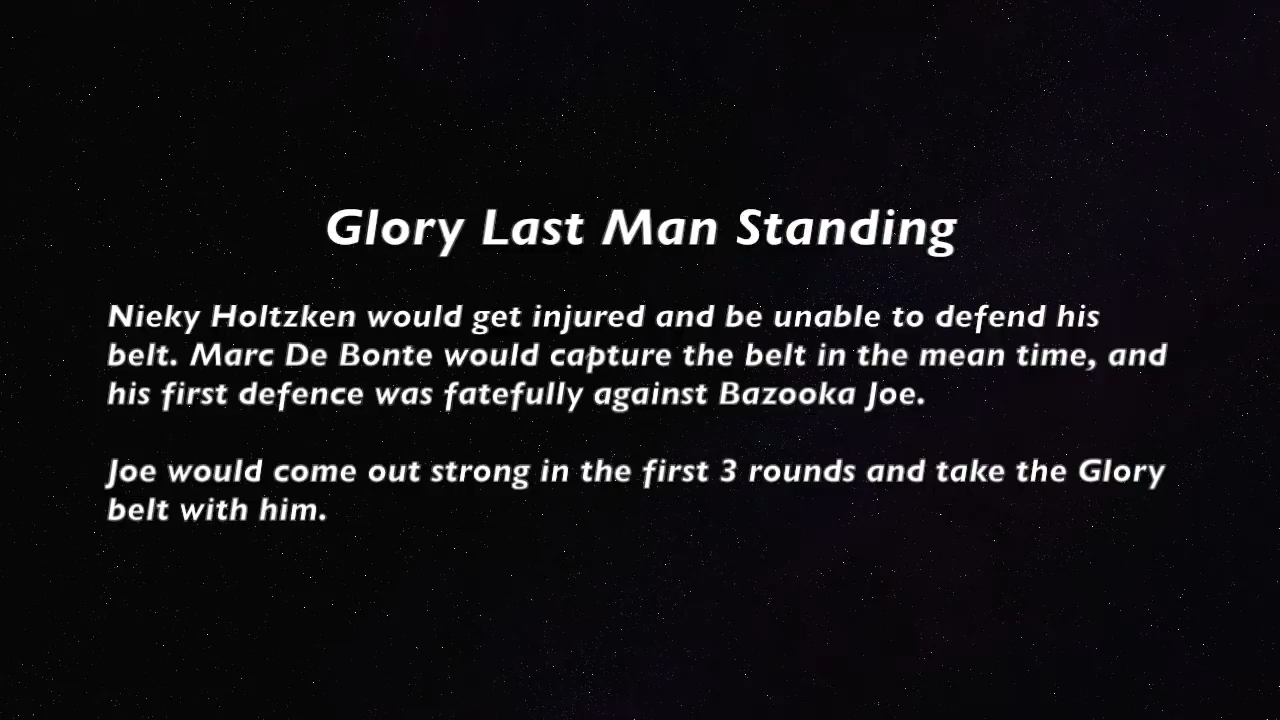 Glory Last Man Standing
Nieky Holtzken would get injured and be unable to defend his
belt. Marc De Bonte would capture the belt in the mean time, and
his first defence was fatefully against Bazooka Joe.
Joe would come out strong in the first 3 rounds and take the Glory
belt with him.